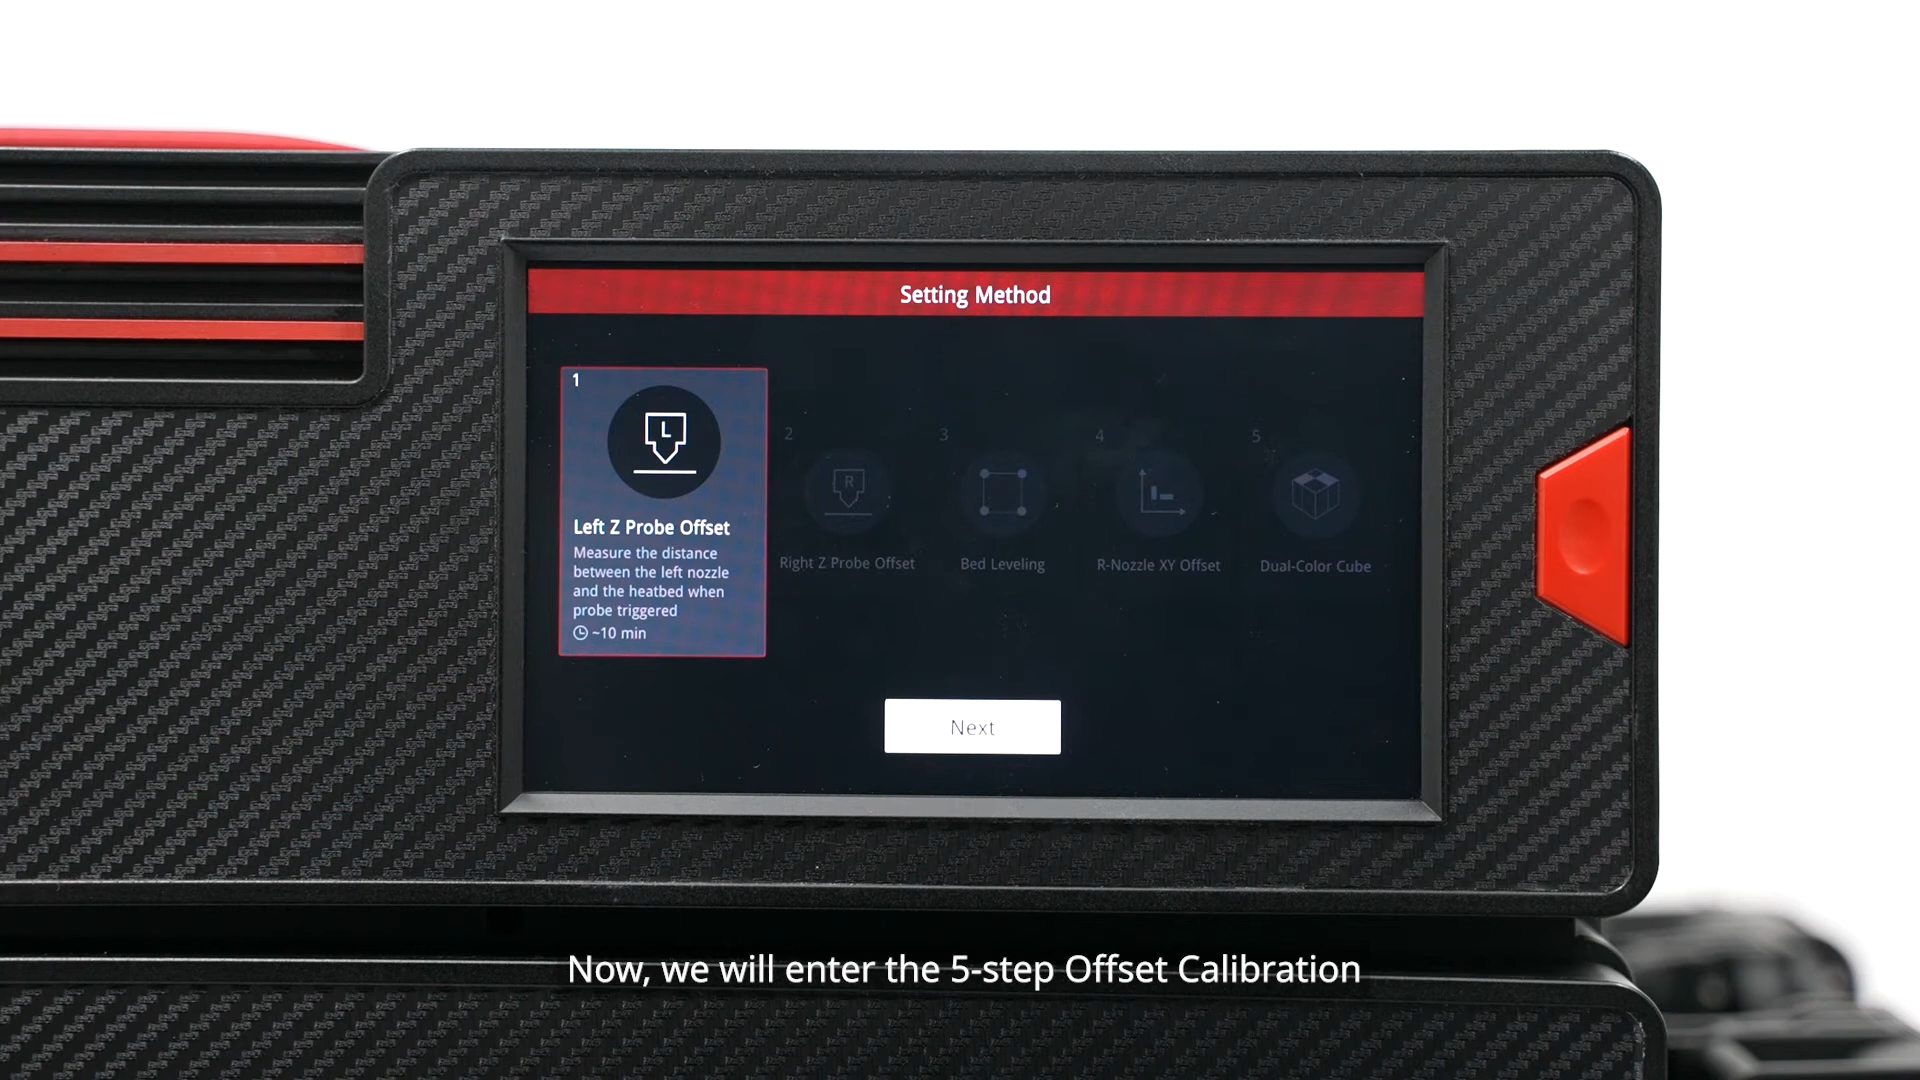 Setting Method
1
L
Left Z Probe Offset
Measure the distance
between the left nozzle
and the heatbed when
probe triggered
~10 min
2
R
Right Z Probe Offset
3
Bed Leveling
4
R-Nozzle XY Offset
5
Dual-Color Cube
Next
Now, we will enter the 5-step Offset Calibration